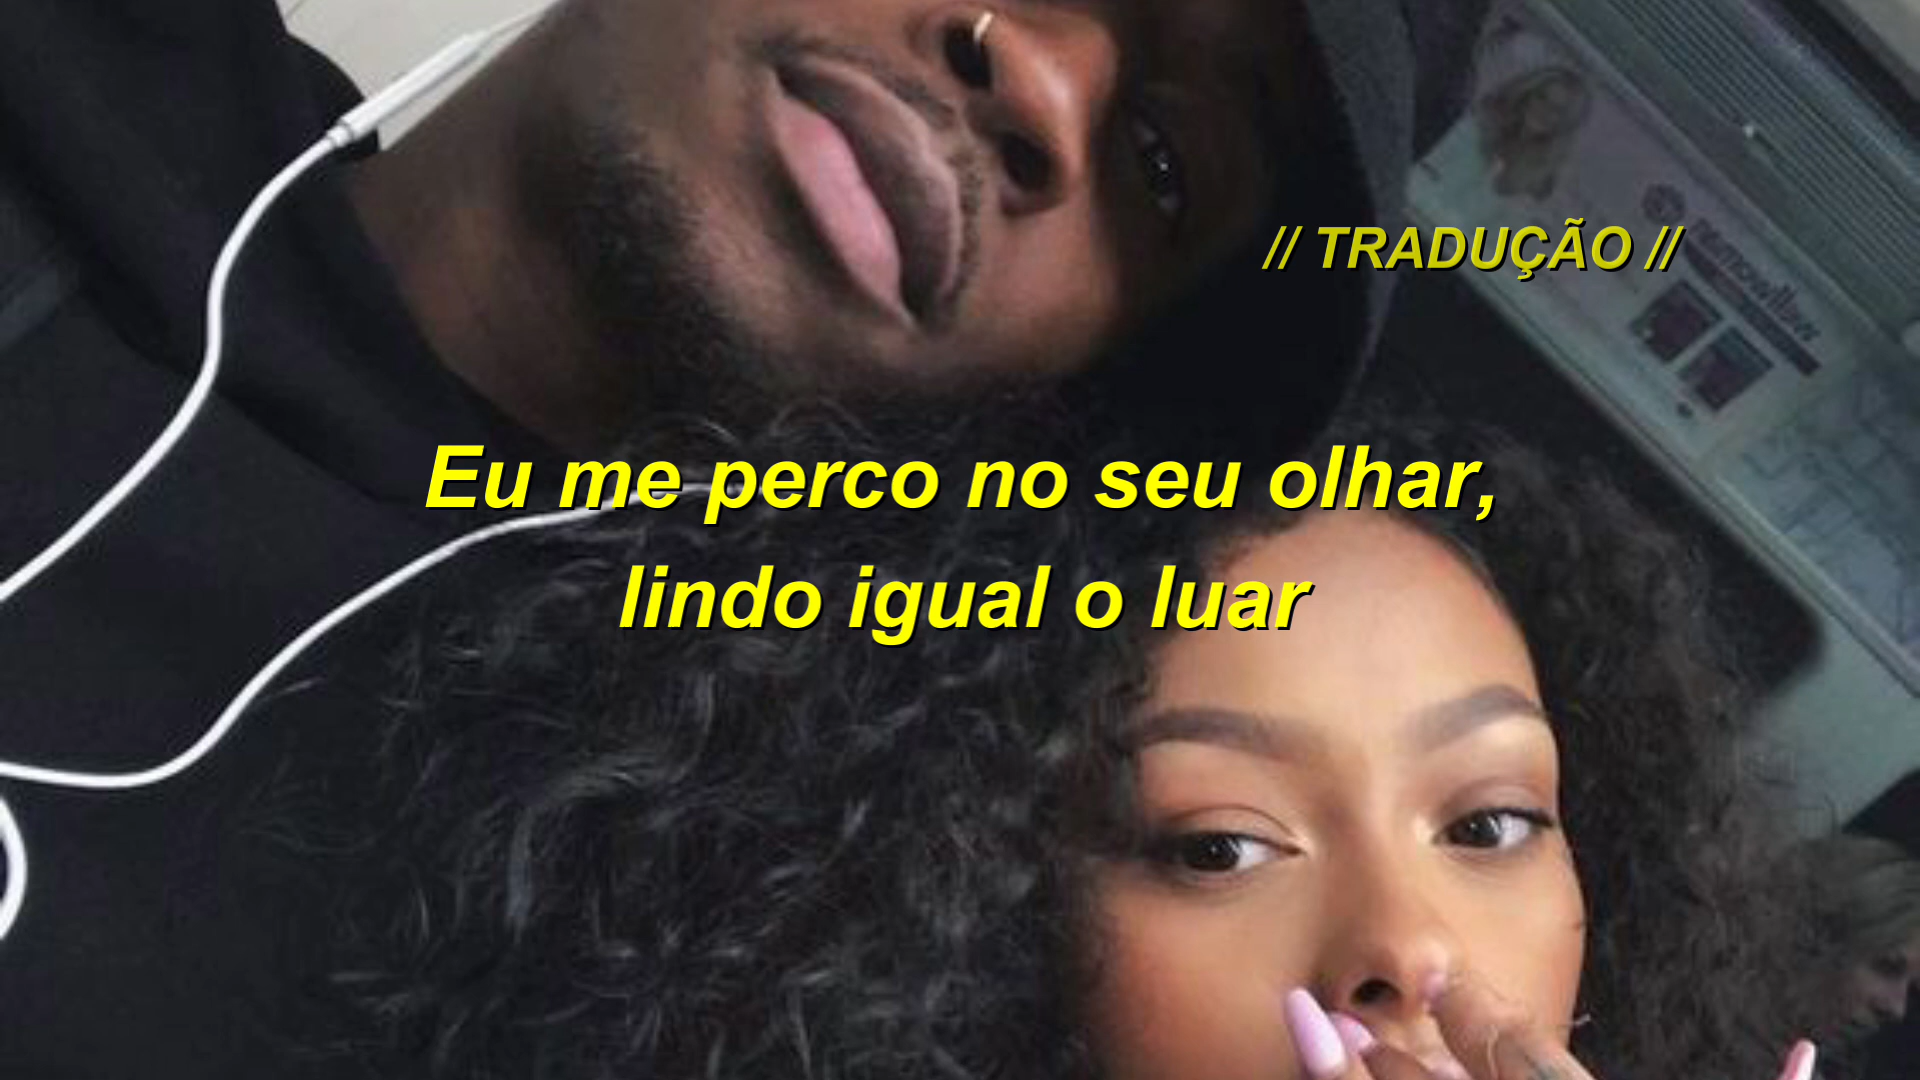 // TRADUÇÃO //
Eu me perco no seu olhar,
lindo igual o luar